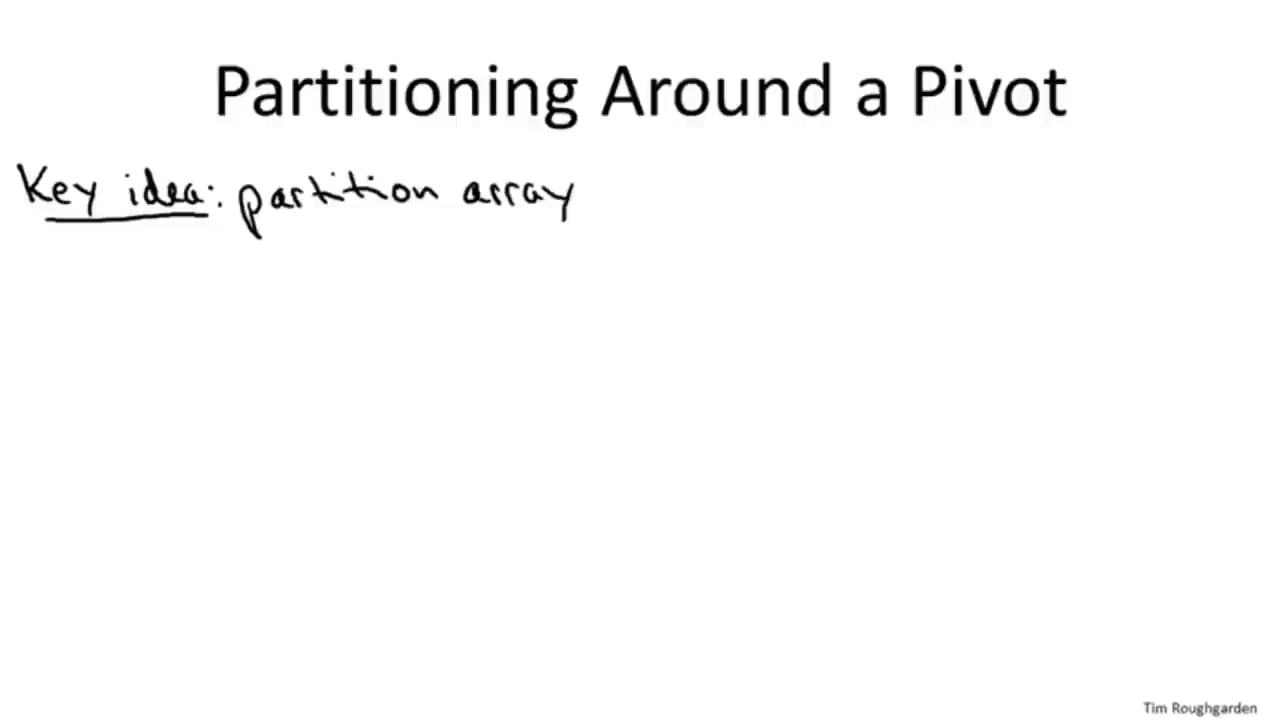 Partitioning Around a Pivot
Key idea: partition array
Tim Roughgarden